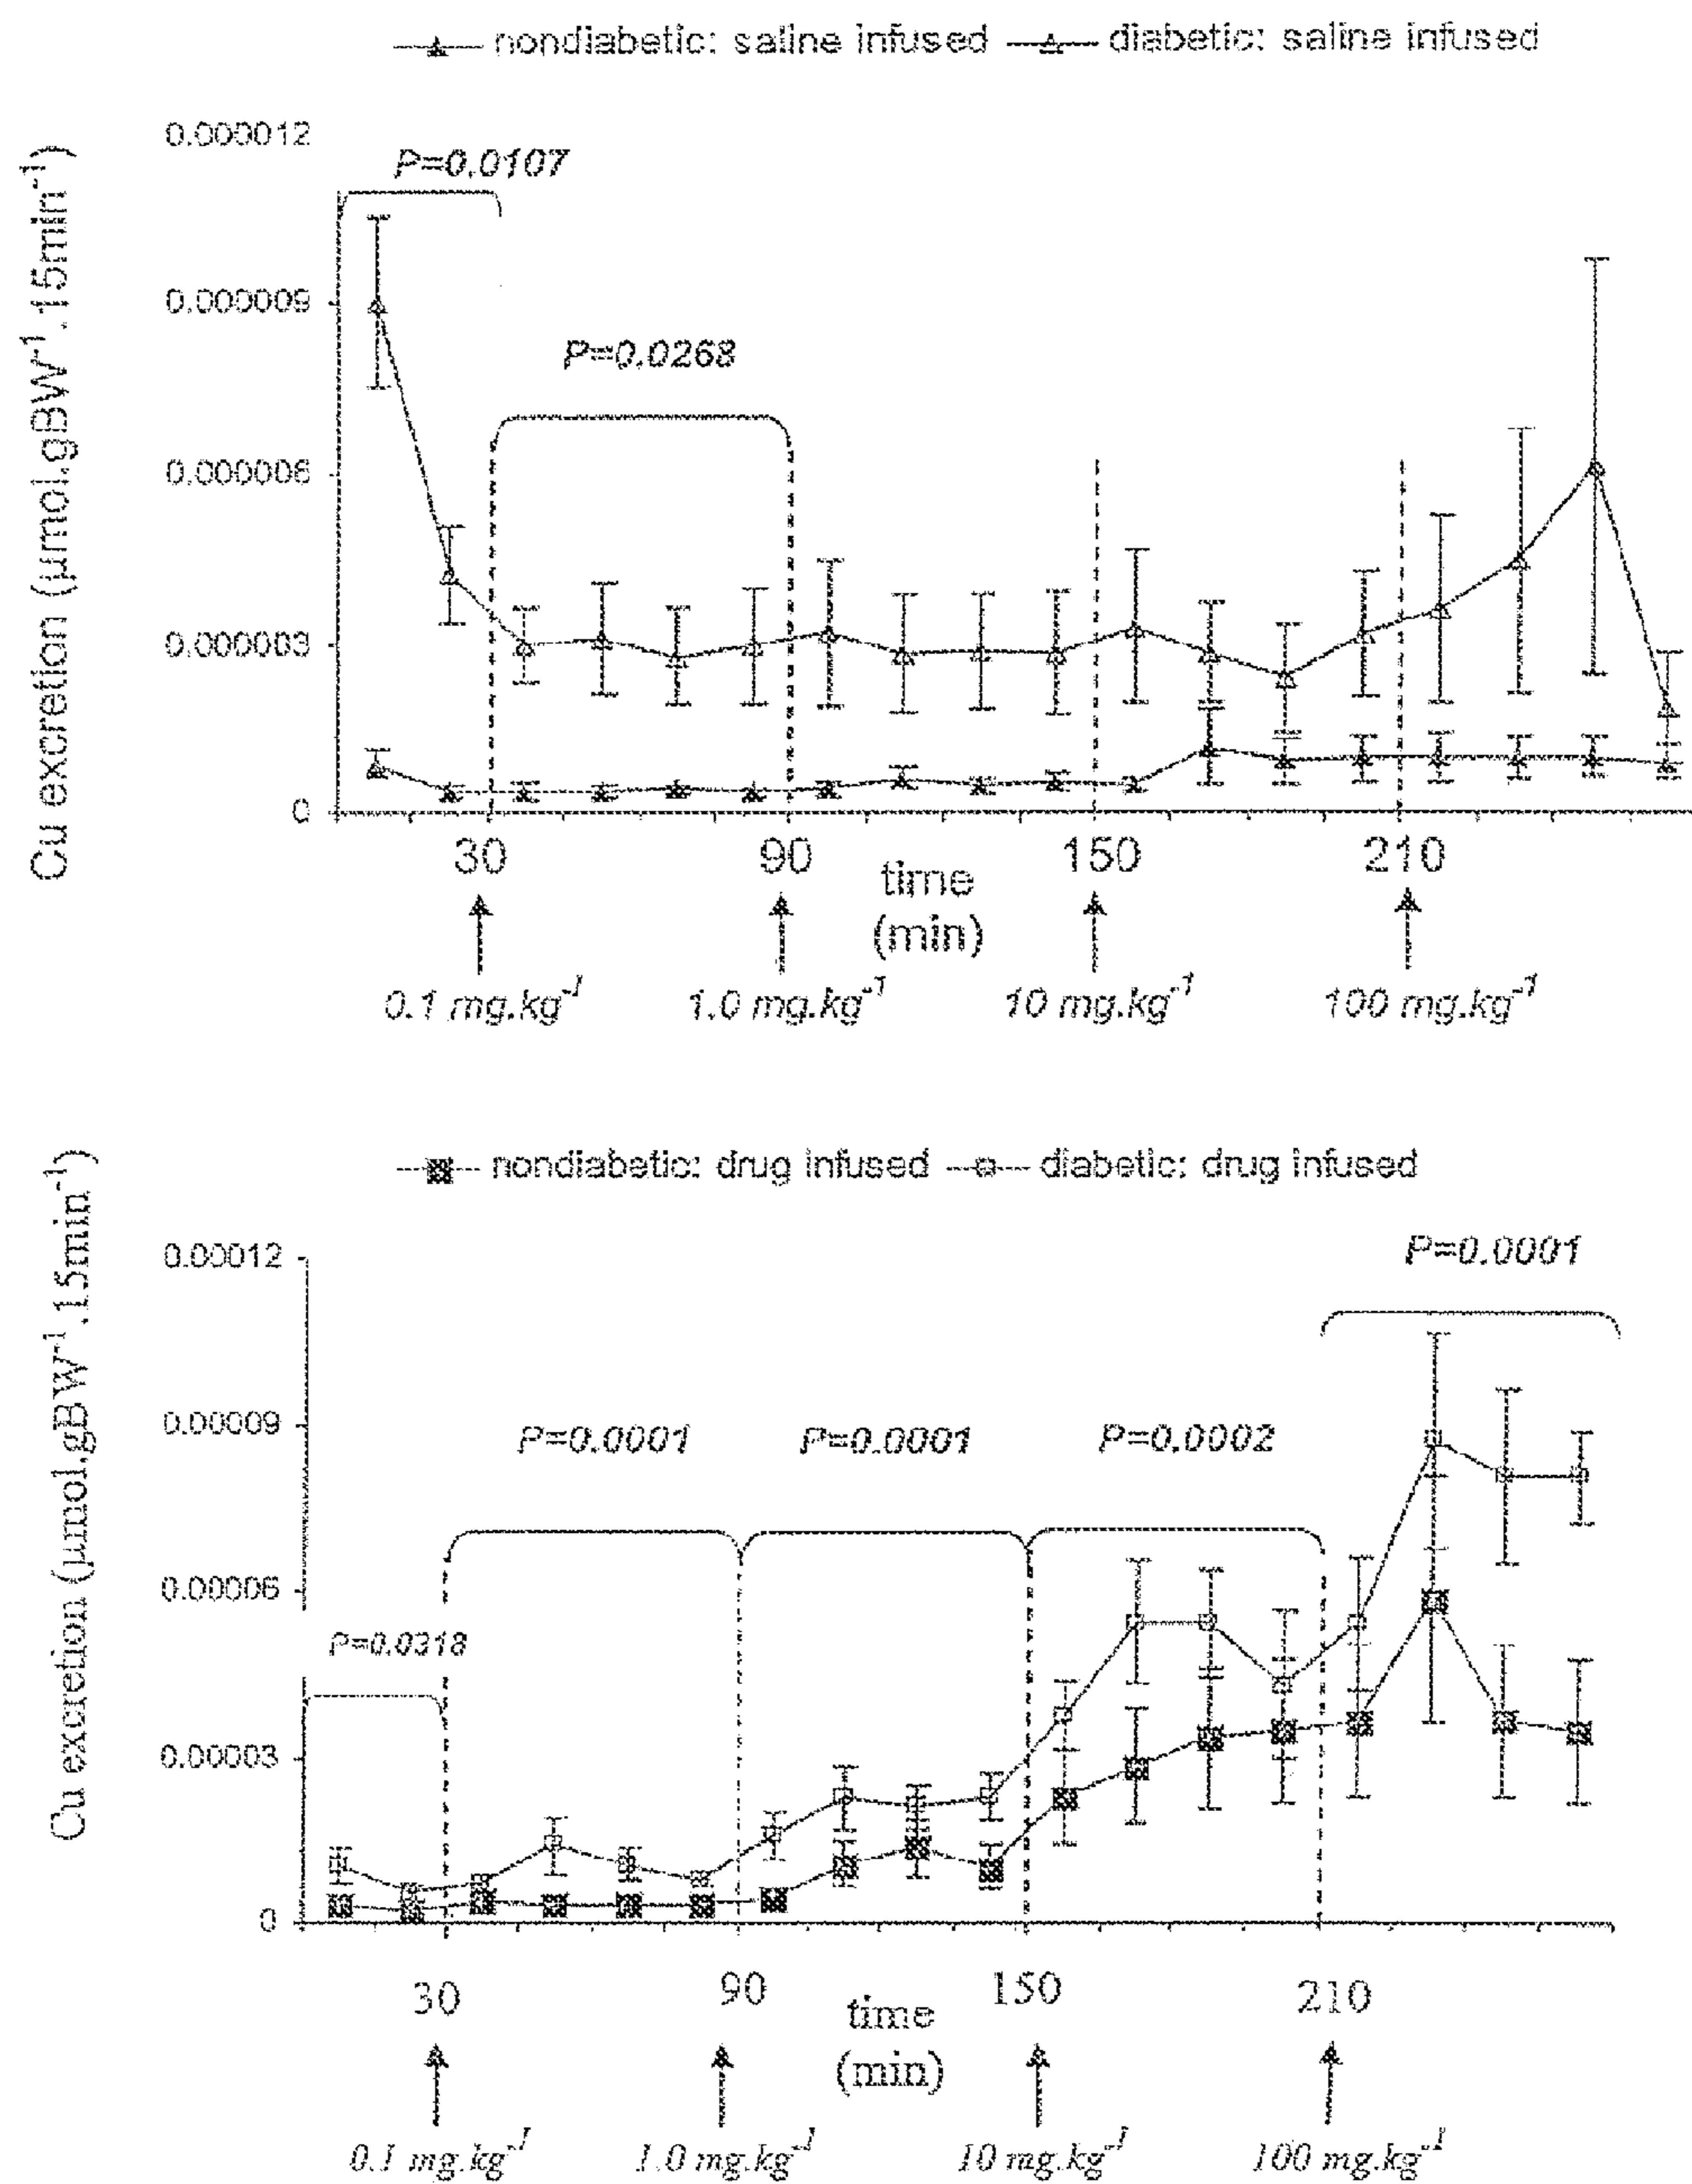 nondiabetic: saline infused diabetic: saline infused
Cu excretion (µmol.gBW⁻¹.15min⁻¹)
0.000012
P=0.0107
0.000009
P=0.0268
0.000006
0.000003
0
30 90 150 210
time
(min)
0.1 mg.kg⁻¹ 1.0 mg.kg⁻¹ 10 mg.kg⁻¹ 100 mg.kg⁻¹
nondiabetic: drug infused diabetic: drug infused
Cu excretion (µmol.gBW⁻¹.15min⁻¹)
0.00012
P=0.0001
0.00009
P=0.0001 P=0.0001 P=0.0002
0.00006
P=0.0318
0.00003
0
30 90 150 210
time
(min)
0.1 mg.kg⁻¹ 1.0 mg.kg⁻¹ 10 mg.kg⁻¹ 100 mg.kg⁻¹